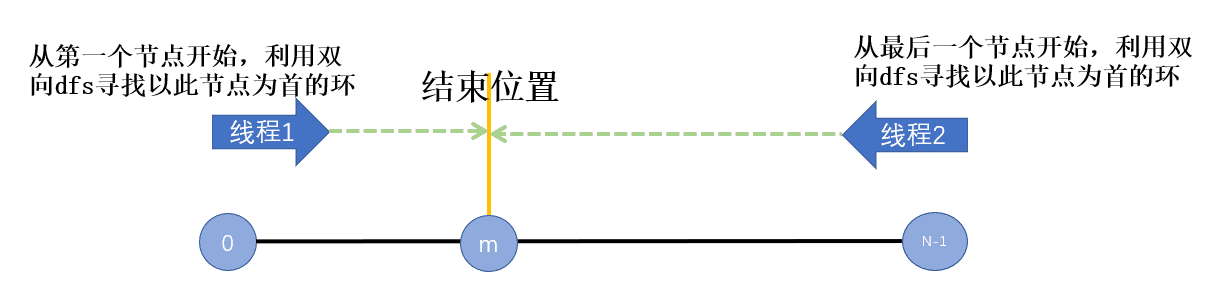 从第一个节点开始，利用双
向dfs寻找以此节点为首的环
从最后一个节点开始，利用双
向dfs寻找以此节点为首的环
结束位置
线程1
线程2
0
m
N-1